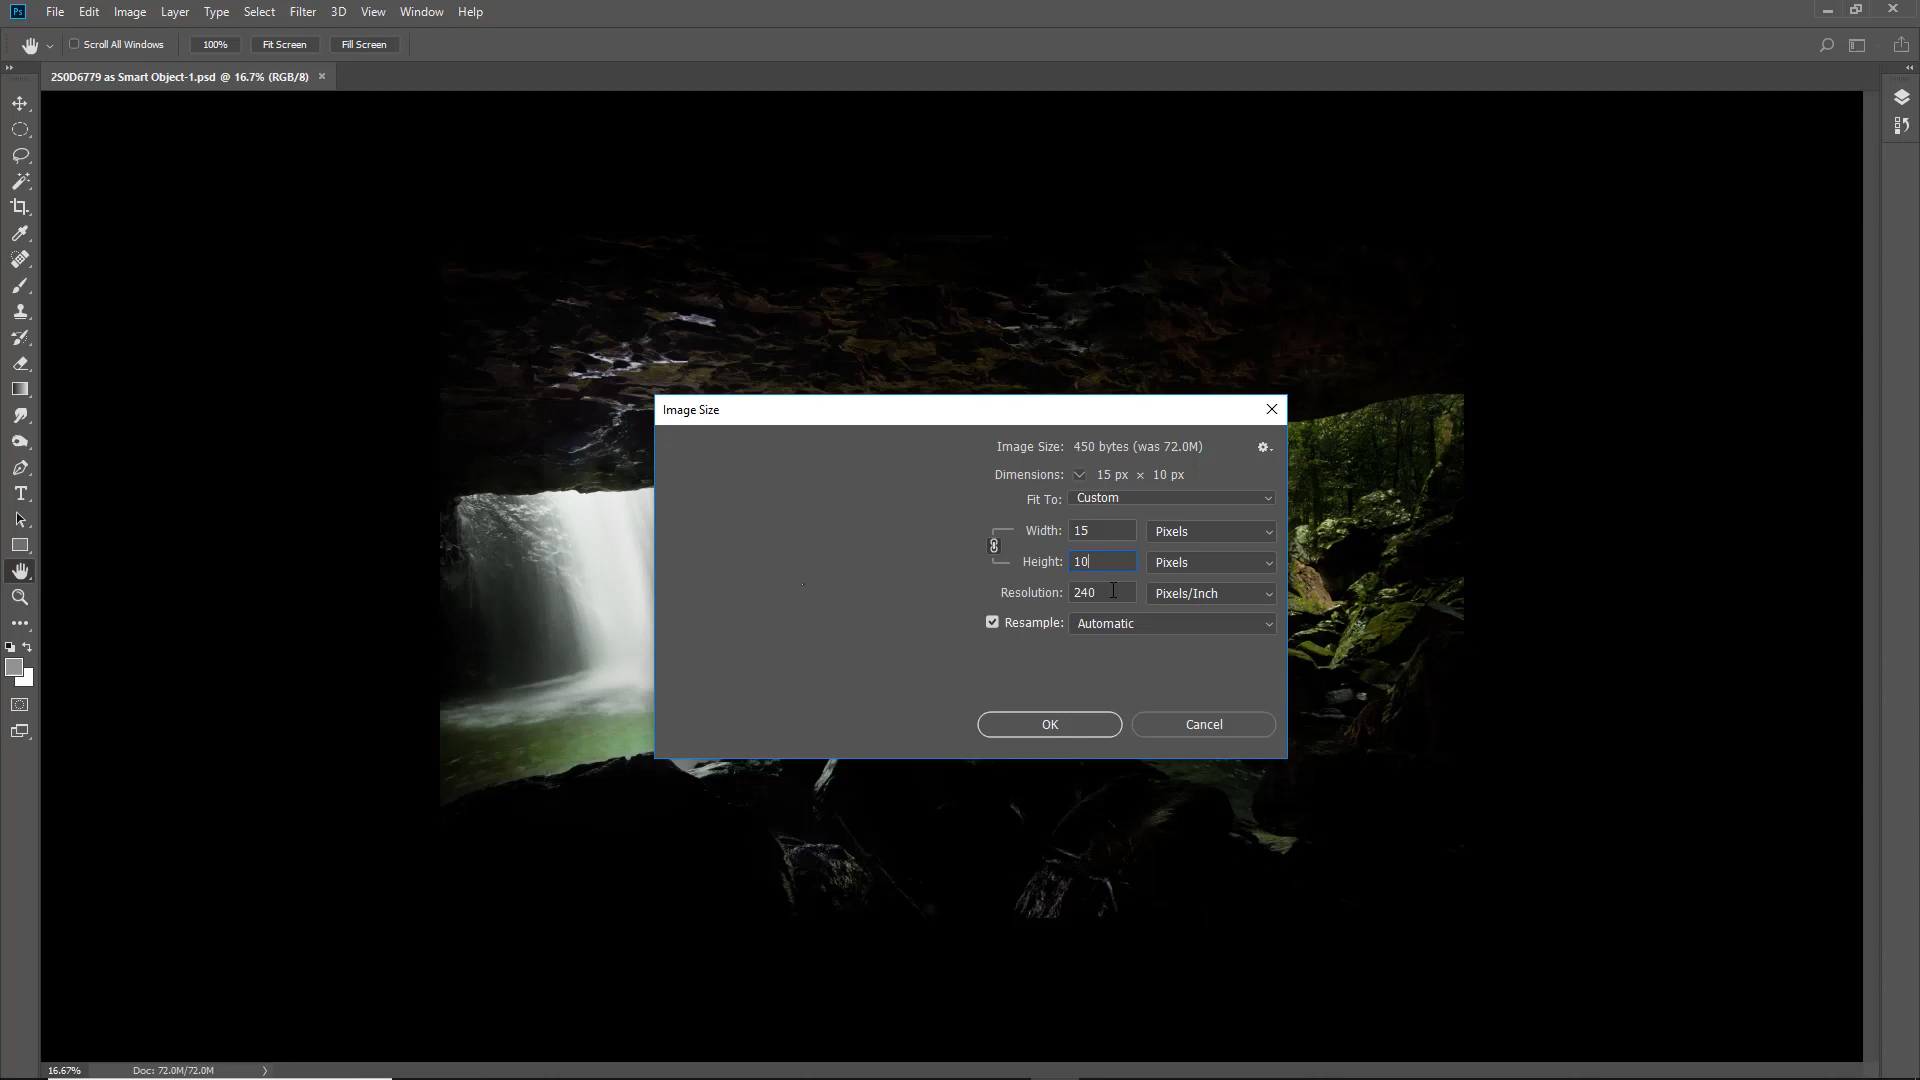 Ps File Edit Image Layer Type Select Filter 3D View Window Help
Scroll All Windows 100% Fit Screen Fill Screen
2S0D6779 as Smart Object-1.psd @ 16.7% (RGB/8) ×
Image Size
Image Size: 450 bytes (was 72.0M)
Dimensions: 15 px × 10 px
Fit To: Custom
Width: 15 Pixels
Height: 10 Pixels
Resolution: 240 Pixels/Inch
Resample: Automatic
OK Cancel
16.67% Doc: 72.0M/72.0M